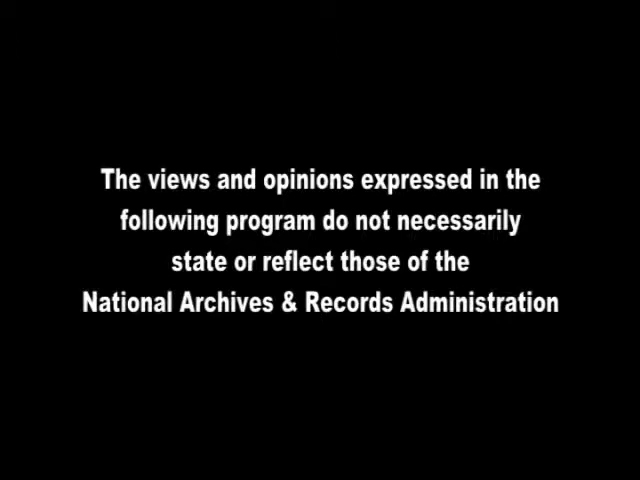 The views and opinions expressed in the
following program do not necessarily
state or reflect those of the
National Archives & Records Administration